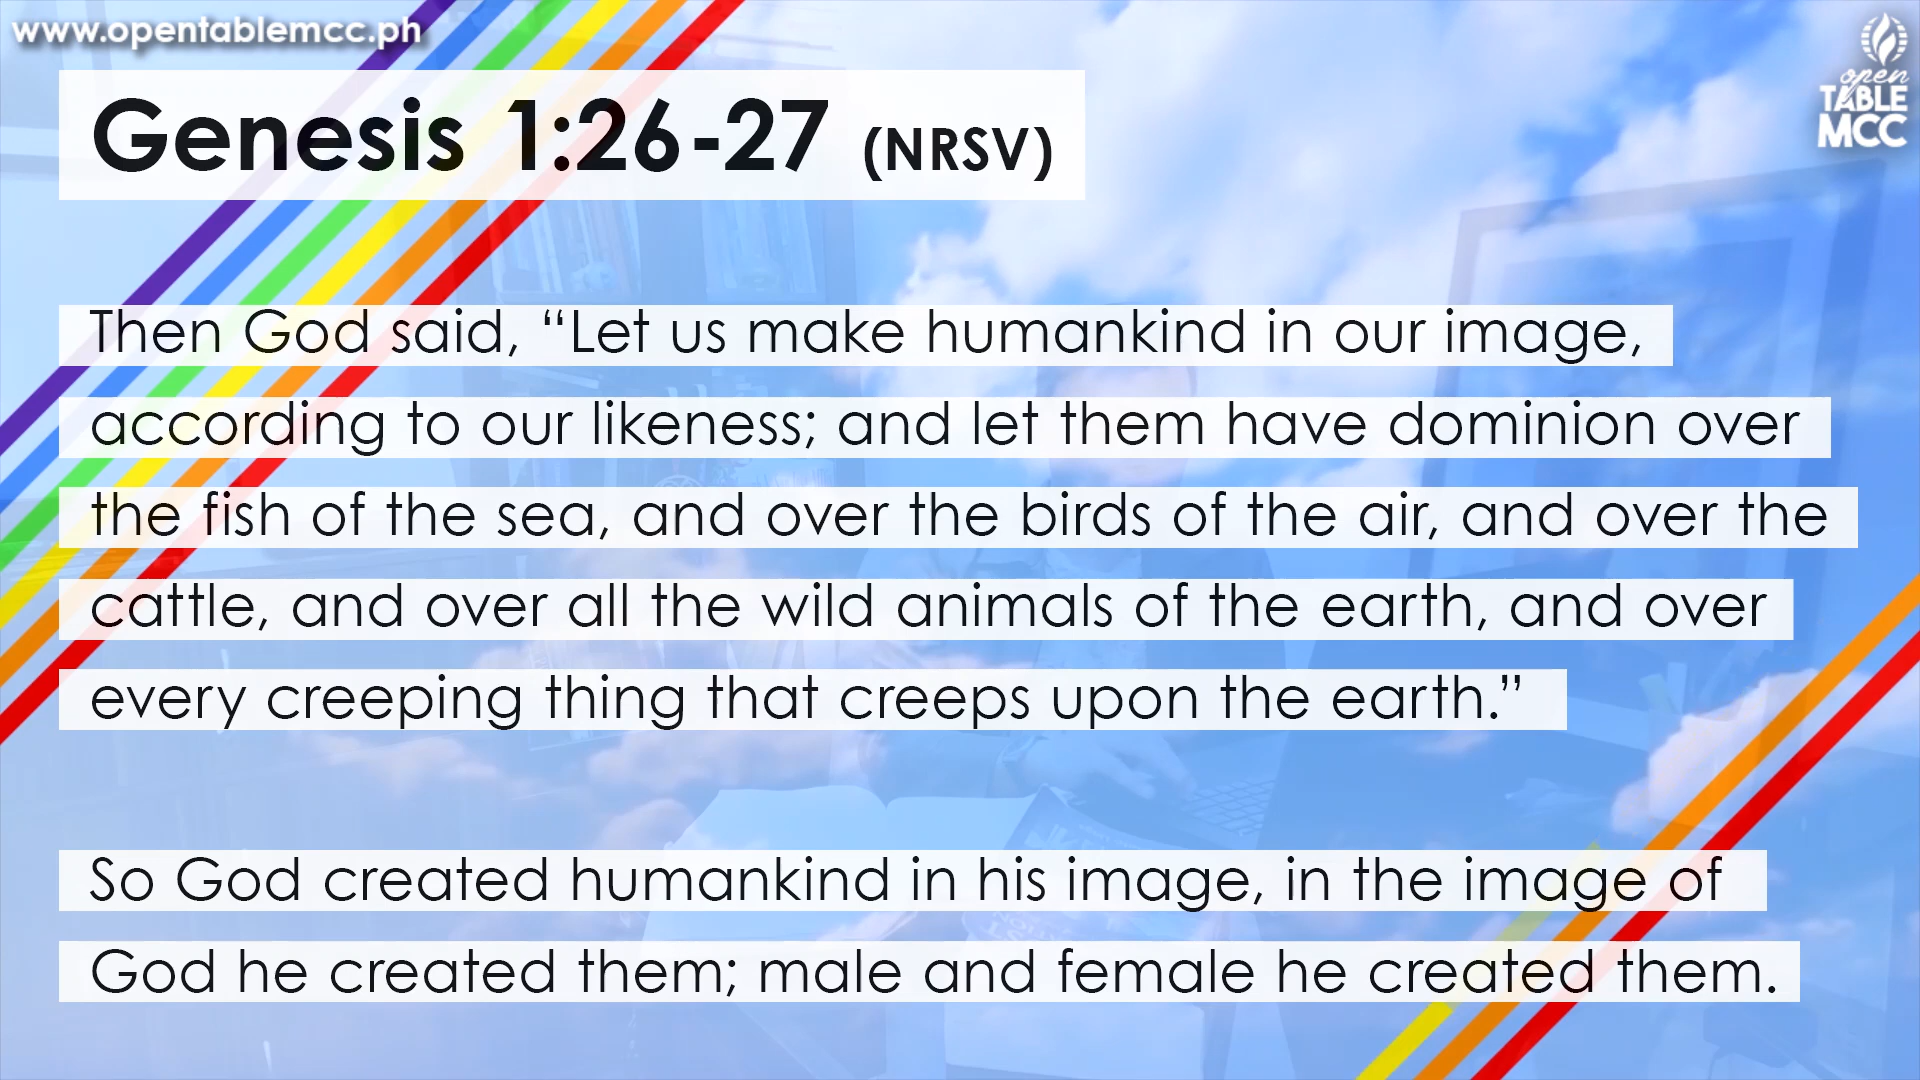 www.opentablemcc.ph
open
TABLE
MCC
Genesis 1:26-27 (NRSV)
Then God said, “Let us make humankind in our image,
according to our likeness; and let them have dominion over
the fish of the sea, and over the birds of the air, and over the
cattle, and over all the wild animals of the earth, and over
every creeping thing that creeps upon the earth.”
So God created humankind in his image, in the image of
God he created them; male and female he created them.